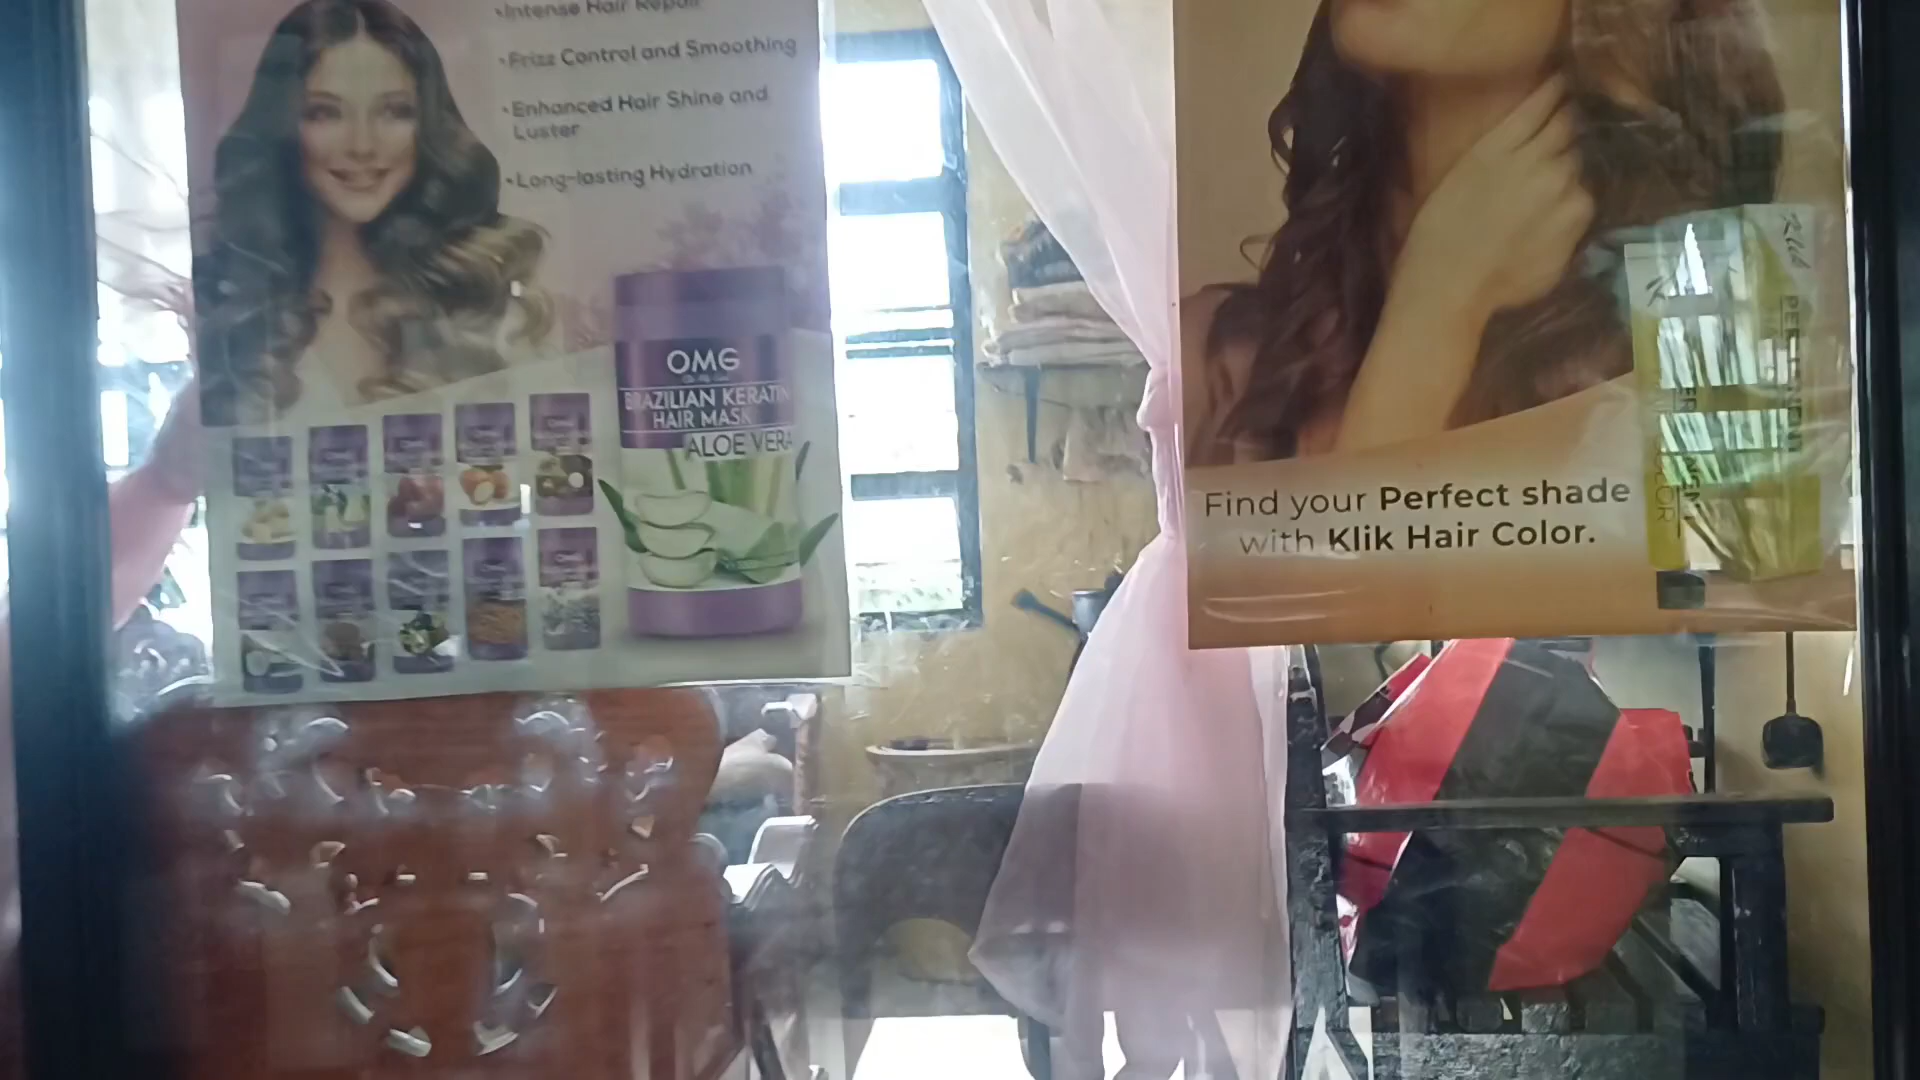 •Intense Hair Repair
•Frizz Control and Smoothing
•Enhanced Hair Shine and
Luster
•Long-lasting Hydration
OMG
BRAZILIAN KERATIN
HAIR MASK
ALOE VERA
Find your Perfect shade
with Klik Hair Color.